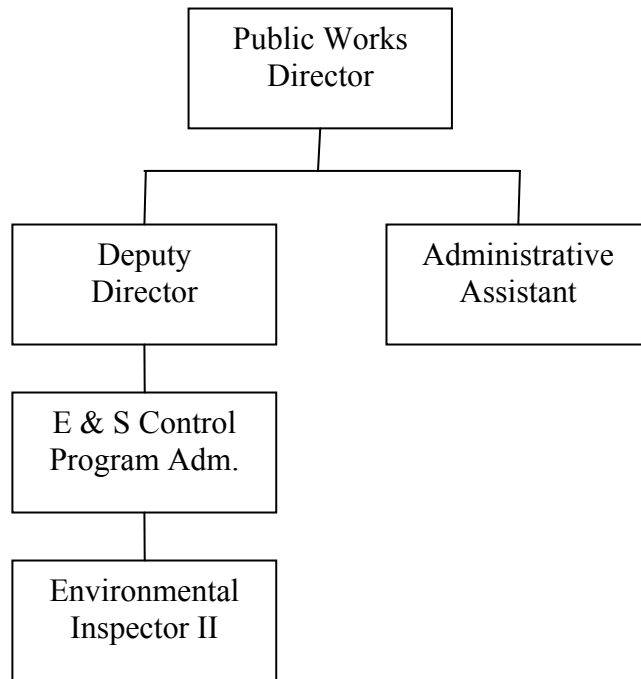 Public Works
Director
Deputy
Director
Administrative
Assistant
E & S Control
Program Adm.
Environmental
Inspector II